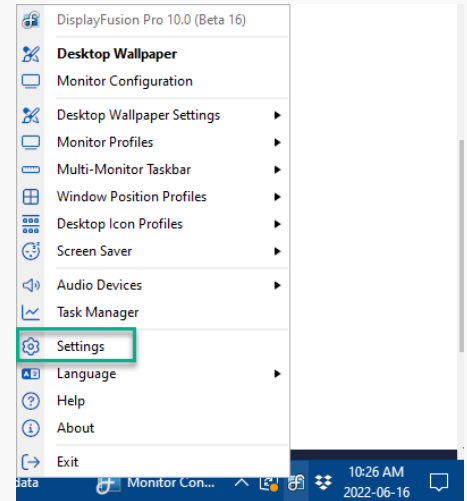 DisplayFusion Pro 10.0 (Beta 16)
Desktop Wallpaper
Monitor Configuration
Desktop Wallpaper Settings
Monitor Profiles
Multi-Monitor Taskbar
Window Position Profiles
Desktop Icon Profiles
Screen Saver
Audio Devices
Task Manager
Settings
Language
Help
About
Exit
data
Monitor Con...
10:26 AM
2022-06-16